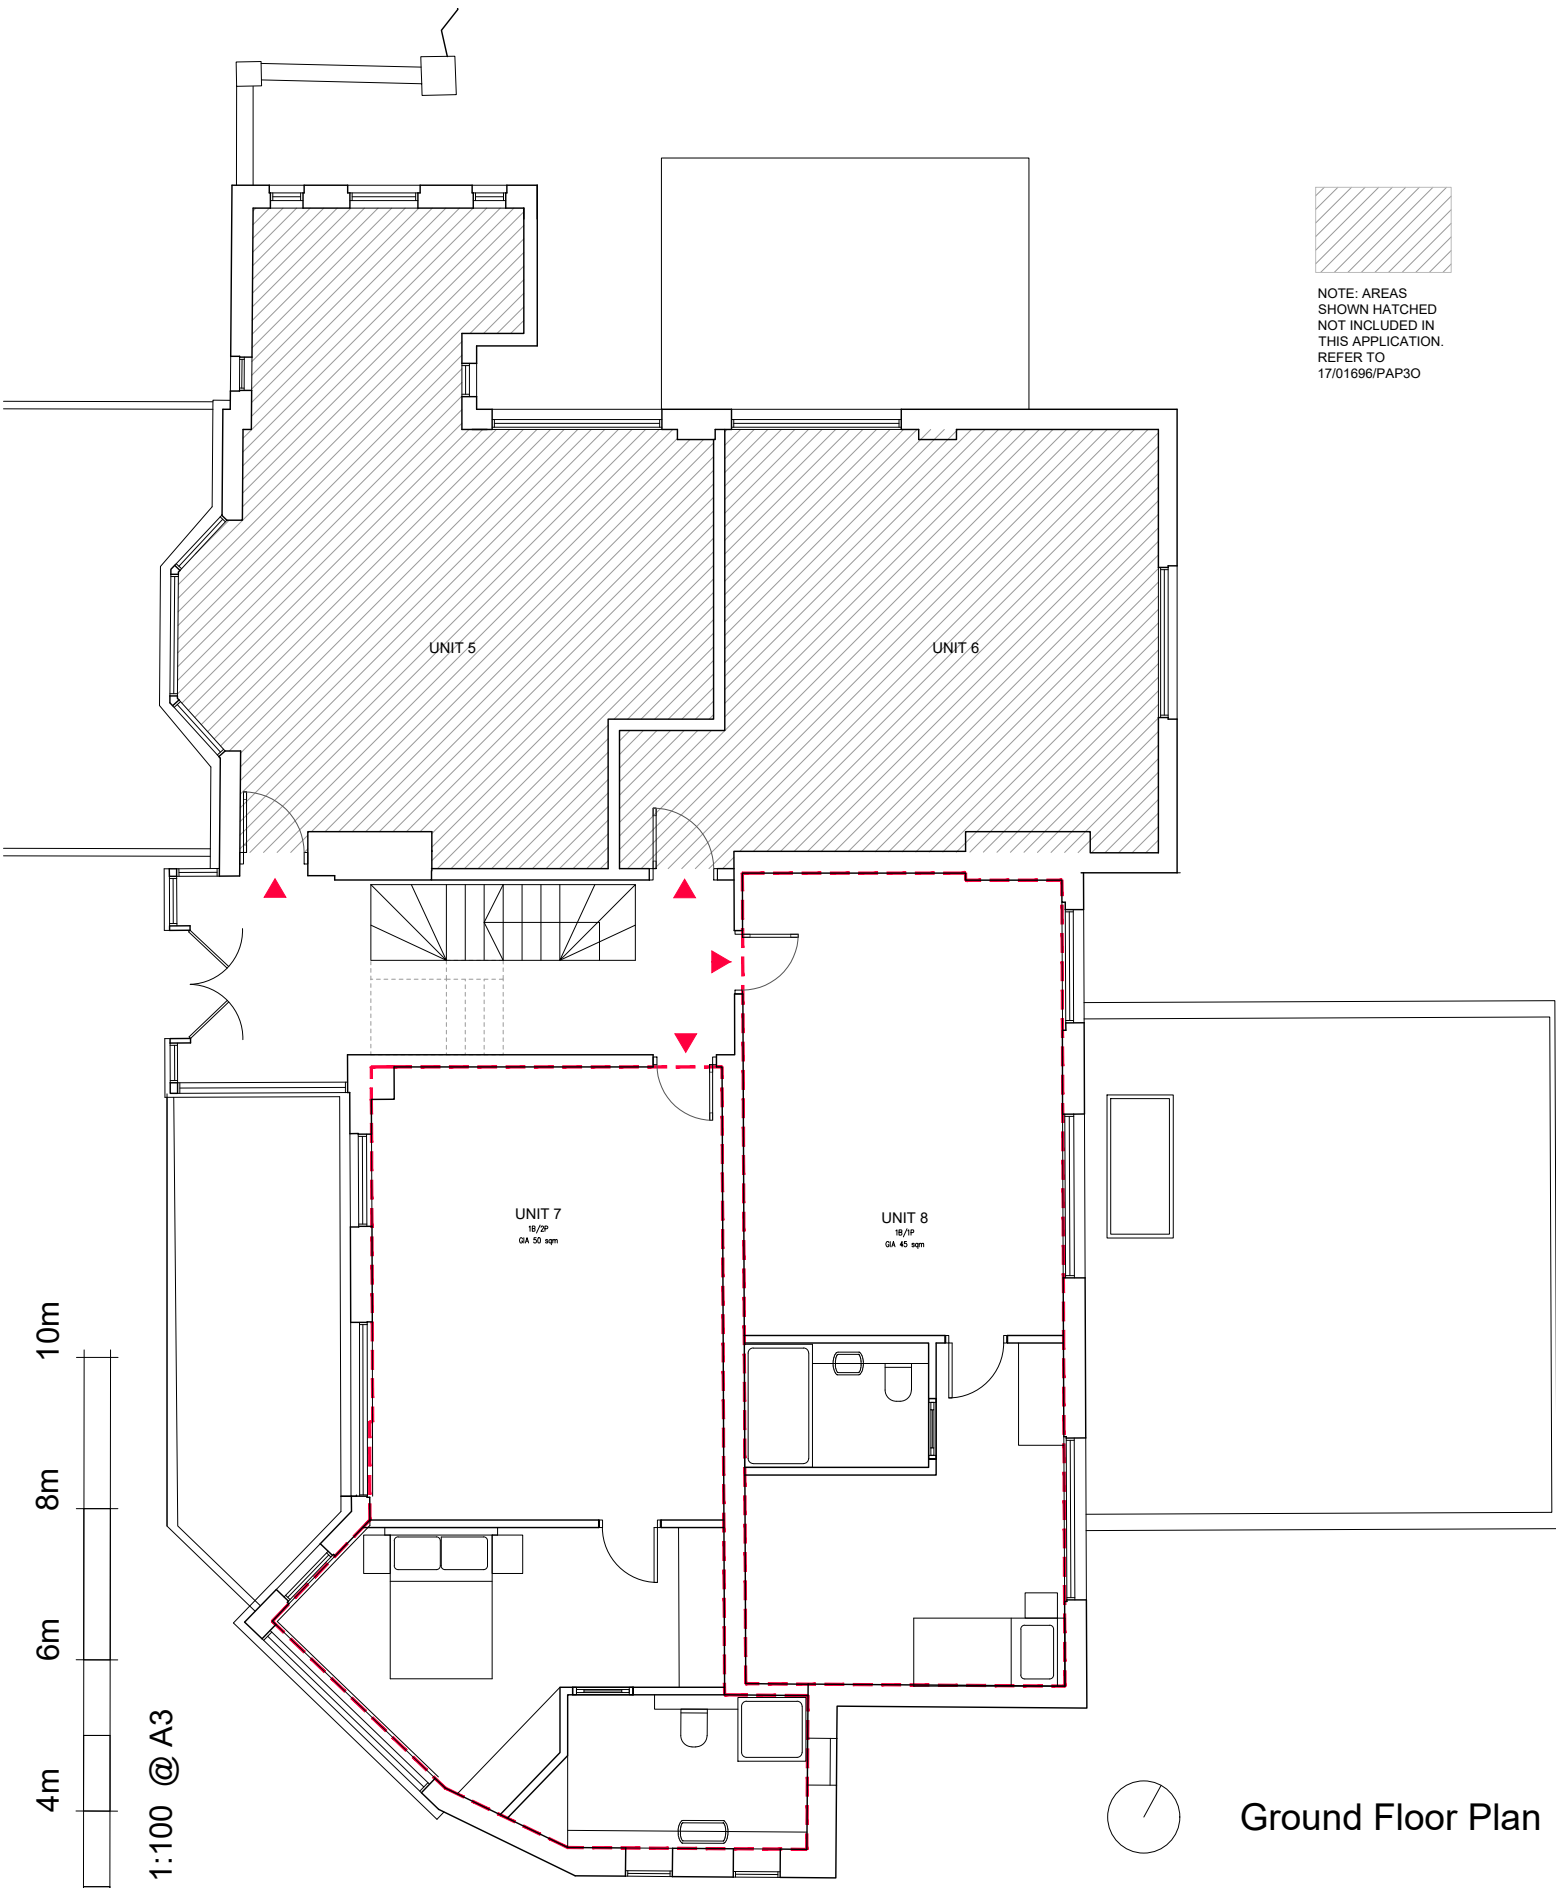 NOTE: AREAS
SHOWN HATCHED
NOT INCLUDED IN
THIS APPLICATION.
REFER TO
17/01696/PAP3O
UNIT 5
UNIT 6
UNIT 7
1B/2P
GIA 50 sqm
UNIT 8
1B/1P
GIA 45 sqm
10m
8m
6m
4m
1:100 @ A3
Ground Floor Plan